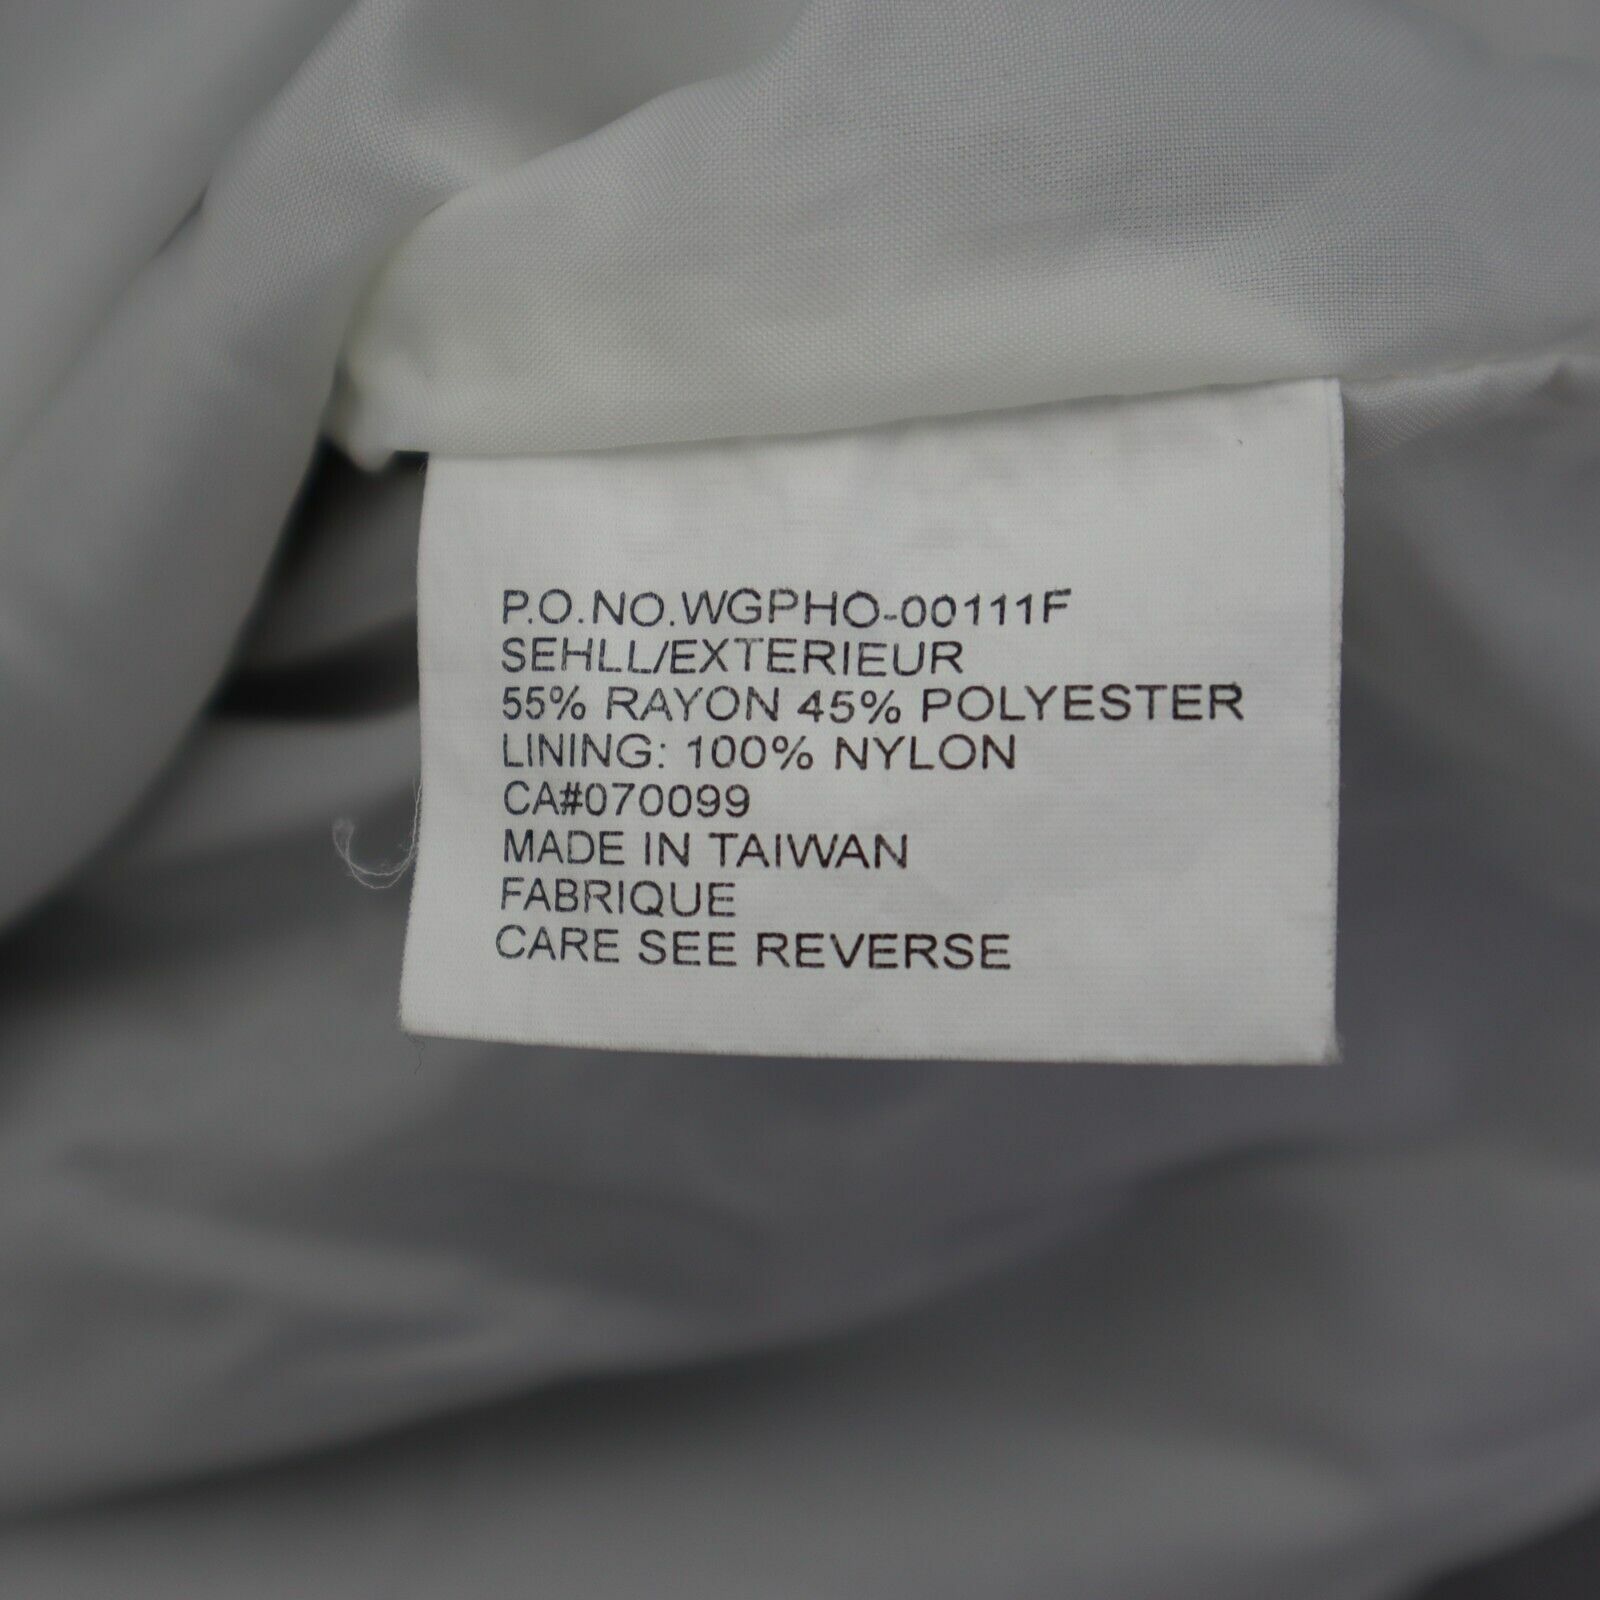 P.O.NO.WGPHO-00111F
SEHLL/EXTERIEUR
55% RAYON 45% POLYESTER
LINING: 100% NYLON
CA#070099
MADE IN TAIWAN
FABRIQUE
CARE SEE REVERSE